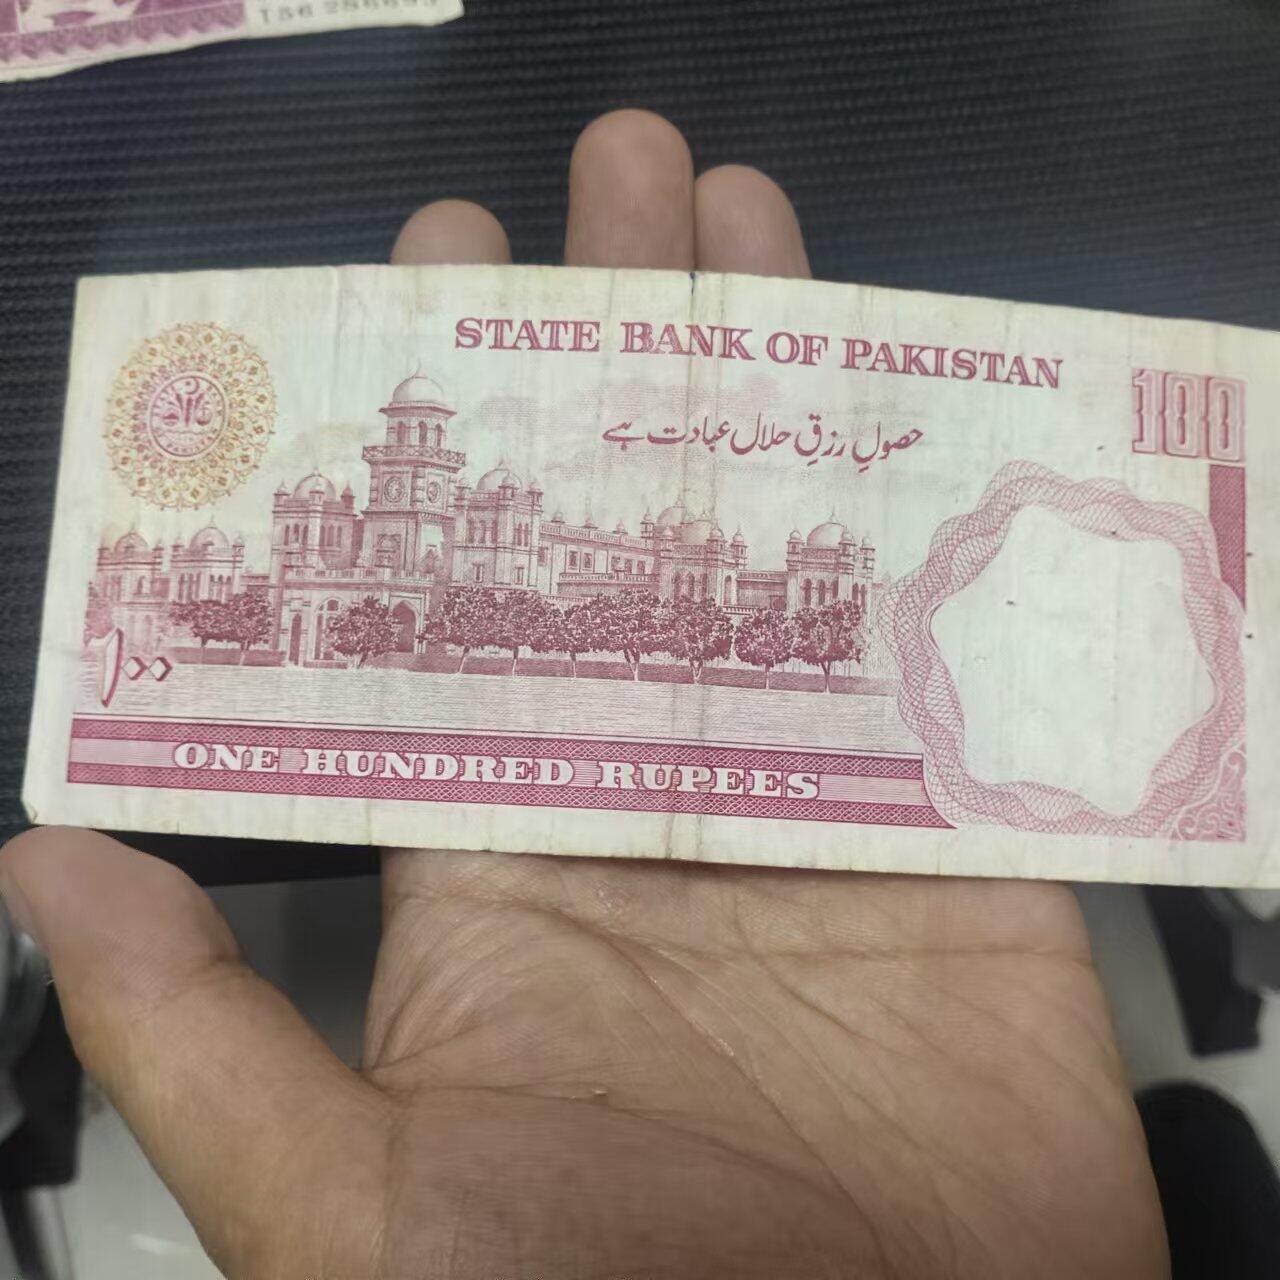 STATE BANK OF PAKISTAN
100
حصولِ رزقِ حلال عبادت ہے
۱۰۰
ONE HUNDRED RUPEES